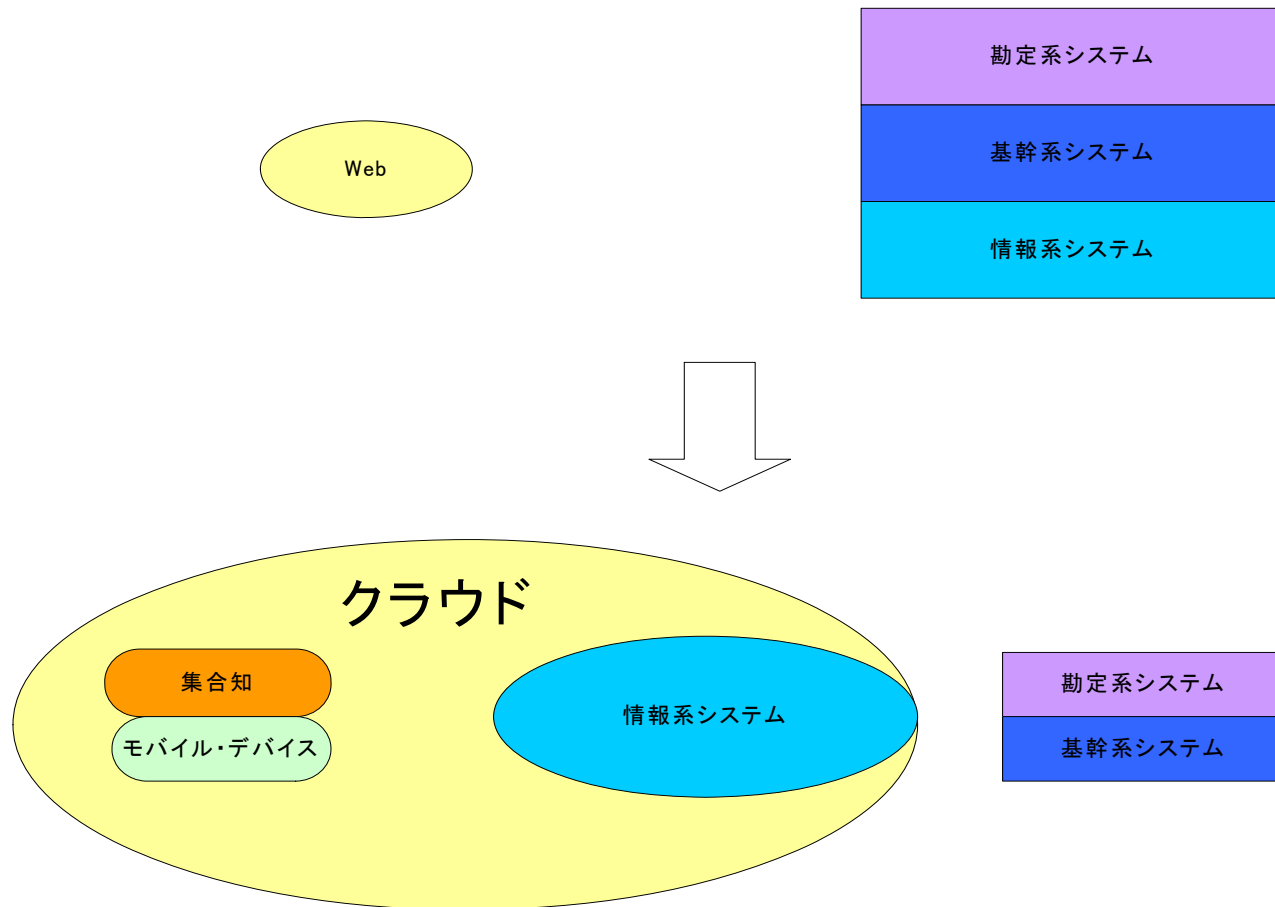 勘定系システム
Web
基幹系システム
情報系システム
クラウド
集合知
モバイル・デバイス
情報系システム
勘定系システム
基幹系システム